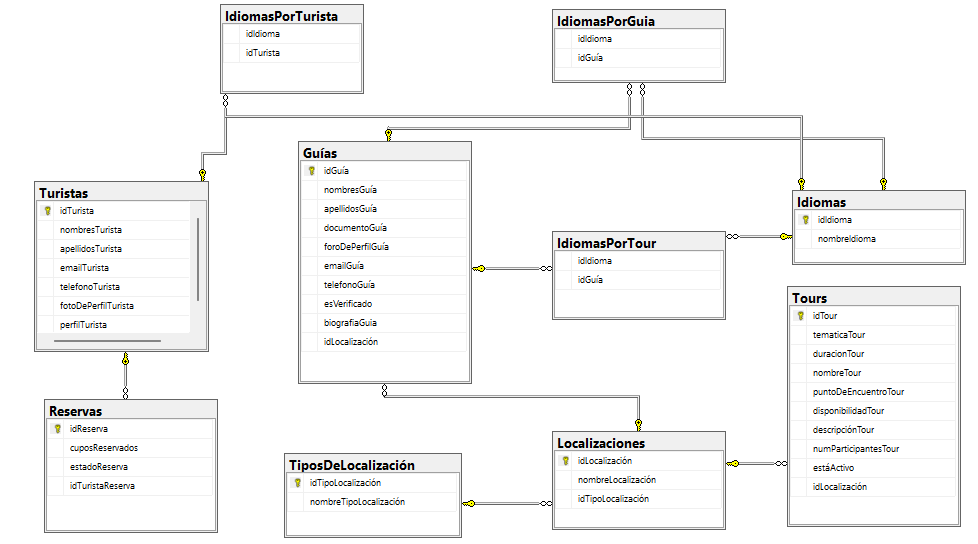 IdiomasPorTurista
idIdioma
idTurista
IdiomasPorGuia
idIdioma
idGuía
Guías
idGuía
nombresGuía
apellidosGuía
documentoGuía
foroDePerfilGuía
emailGuía
telefonoGuía
esVerificado
biografiaGuia
idLocalización
Turistas
idTurista
nombresTurista
apellidosTurista
emailTurista
telefonoTurista
fotoDePerfilTurista
perfilTurista
Idiomas
idIdioma
nombreIdioma
IdiomasPorTour
idIdioma
idGuía
Tours
idTour
tematicaTour
duracionTour
nombreTour
puntoDeEncuentroTour
disponibilidadTour
descripciónTour
numParticipantesTour
estáActivo
idLocalización
Reservas
idReserva
cuposReservados
estadoReserva
idTuristaReserva
TiposDeLocalización
idTipoLocalización
nombreTipoLocalización
Localizaciones
idLocalización
nombreLocalización
idTipoLocalización